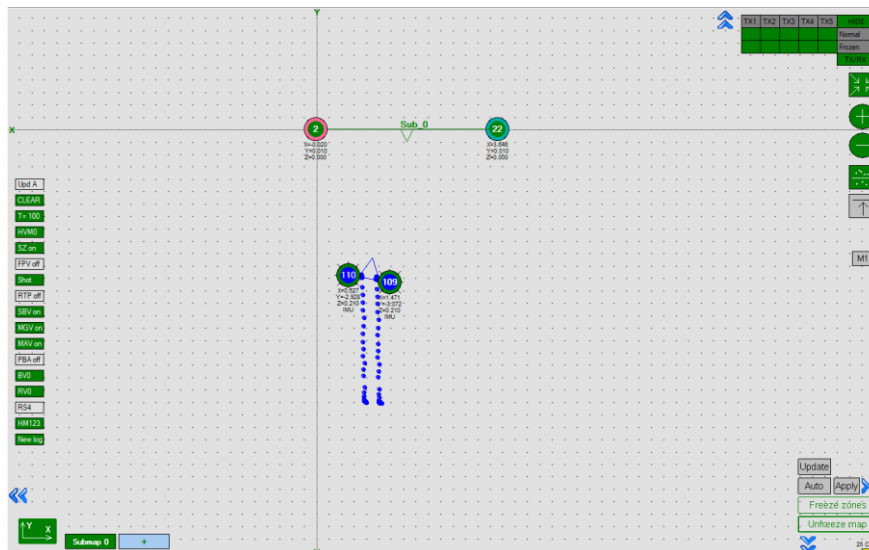 Y
TX1 TX2 TX3 TX4 TX5 HIDE
Normal
Frozen
TX/RX
X
2
Sub_0
22
X=-0.020
Y=0.010
Z=0.000
X=3.646
Y=0.010
Z=0.000
Upd A
CLEAR
T= 100
HVM0
SZ on
FPV off
Shot
RTP off
SBV on
MGV on
MAV on
PBA off
BV0
RV0
RS4
HM123
New log
M1
110
109
X=0.627
Y=-2.928
Z=0.210
IMU
X=1.471
Y=-3.072
Z=0.210
IMU
Update
Auto Apply
Freeze zones
Unfreeze map
Y X
Submap 0 +